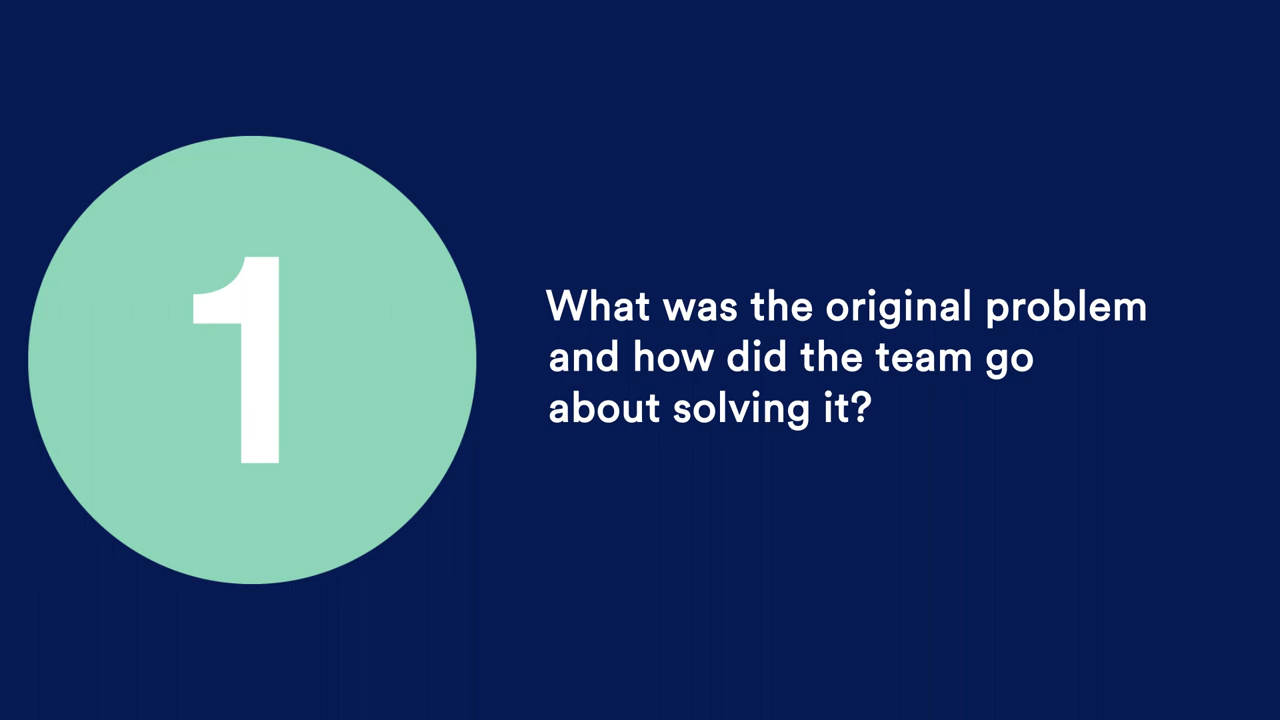 1
What was the original problem
and how did the team go
about solving it?